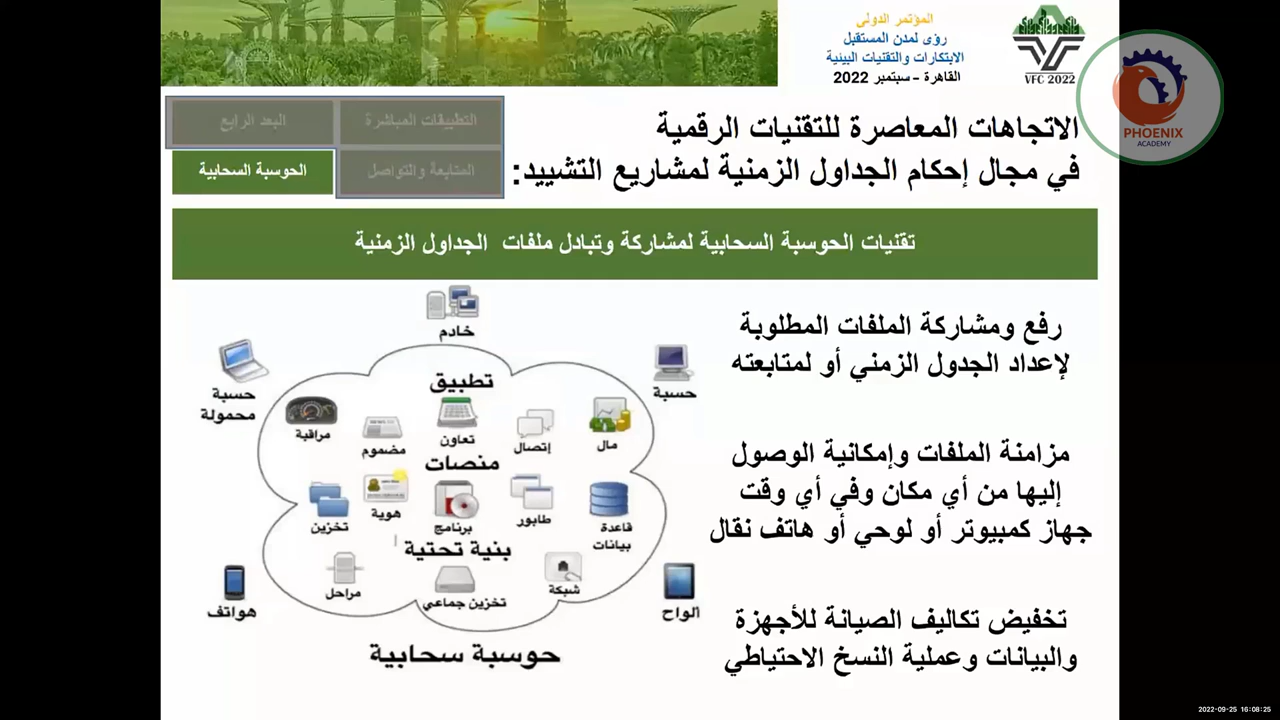 المؤتمر الدولى
رؤى لمدن المستقبل
الابتكارات والتقنيات البيئية
القاهرة - سبتمبر 2022
VFC 2022
PHOENIX
ACADEMY
الاتجاهات المعاصرة للتقنيات الرقمية
في مجال إحكام الجداول الزمنية لمشاريع التشييد:
التطبيقات المباشرة
البعد الرابع
المتابعة والتواصل
الحوسبة السحابية
تقنيات الحوسبة السحابية لمشاركة وتبادل ملفات الجداول الزمنية
رفع ومشاركة الملفات المطلوبة
لإعداد الجدول الزمني أو لمتابعته
مزامنة الملفات وإمكانية الوصول
إليها من أي مكان وفي أي وقت
جهاز كمبيوتر أو لوحي أو هاتف نقال
تخفيض تكاليف الصيانة للأجهزة
والبيانات وعملية النسخ الاحتياطي
خادم
حسبة
حسبة
محمولة
تطبيق
مال
إتصال
تعاون
مضموم
مراقبة
منصات
قاعدة
بيانات
طابور
برنامج
هوية
تخزين
بنية تحتية
شبكة
تخزين جماعي
مراحل
ألواح
هواتف
حوسبة سحابية
2022-09-25 16:08:25